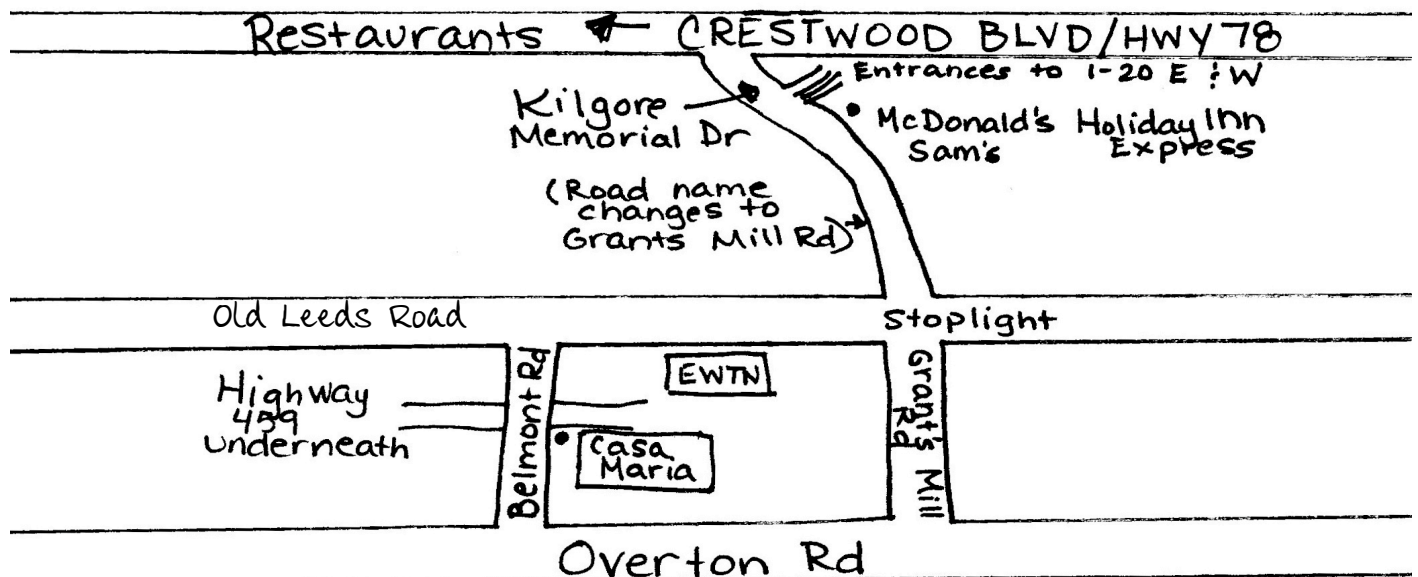 Restaurants ← CRESTWOOD BLVD/HWY 78
Entrances to I-20 E & W
Kilgore
Memorial Dr
McDonald's Holiday Inn
Sam's Express
(Road name
changes to
Grants Mill Rd)
Old Leeds Road
Stoplight
EWTN
Highway
459
underneath
Belmont Rd
Casa
Maria
Grant's Mill
Rd
Overton Rd